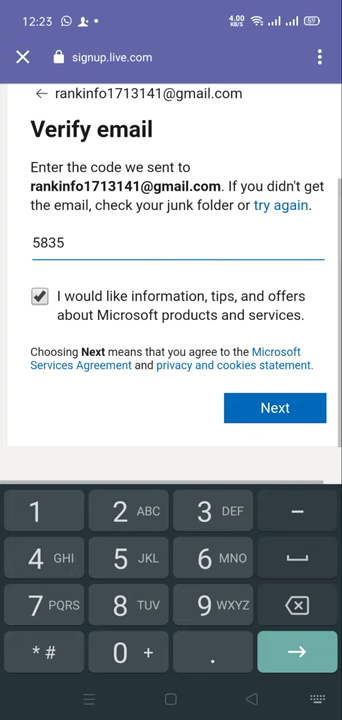 12:23
4.00
KB/S
59
signup.live.com
← rankinfo1713141@gmail.com
Verify email
Enter the code we sent to
rankinfo1713141@gmail.com. If you didn't get
the email, check your junk folder or try again.
5835
I would like information, tips, and offers
about Microsoft products and services.
Choosing Next means that you agree to the Microsoft
Services Agreement and privacy and cookies statement.
Next
1 2 ABC 3 DEF –
4 GHI 5 JKL 6 MNO
7 PQRS 8 TUV 9 WXYZ
* # 0 + . →